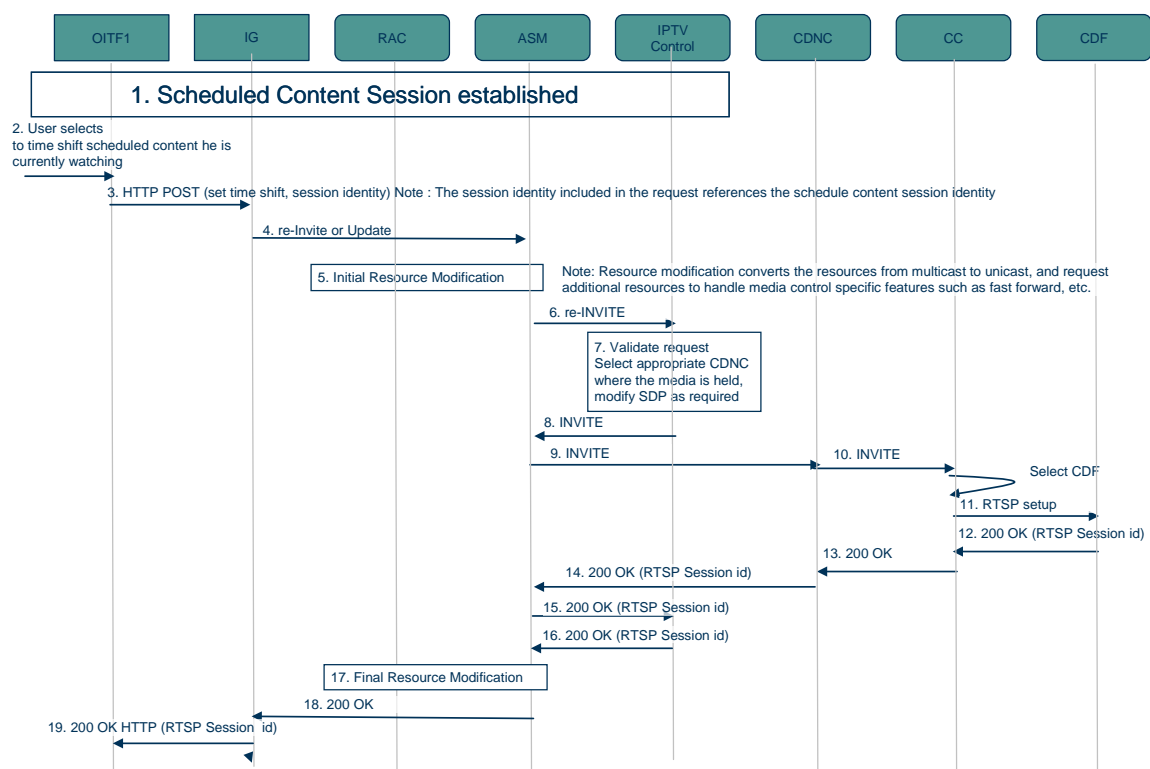 OITF1
IG
RAC
ASM
IPTV
Control
CDNC
CC
CDF
1. Scheduled Content Session established
2. User selects
to time shift scheduled content he is
currently watching
3. HTTP POST (set time shift, session identity) Note : The session identity included in the request references the schedule content session identity
4. re-Invite or Update
5. Initial Resource Modification
Note: Resource modification converts the resources from multicast to unicast, and request
additional resources to handle media control specific features such as fast forward, etc.
6. re-INVITE
7. Validate request
Select appropriate CDNC
where the media is held,
modify SDP as required
8. INVITE
9. INVITE
10. INVITE
Select CDF
11. RTSP setup
12. 200 OK (RTSP Session id)
13. 200 OK
14. 200 OK (RTSP Session id)
15. 200 OK (RTSP Session id)
16. 200 OK (RTSP Session id)
17. Final Resource Modification
18. 200 OK
19. 200 OK HTTP (RTSP Session id)